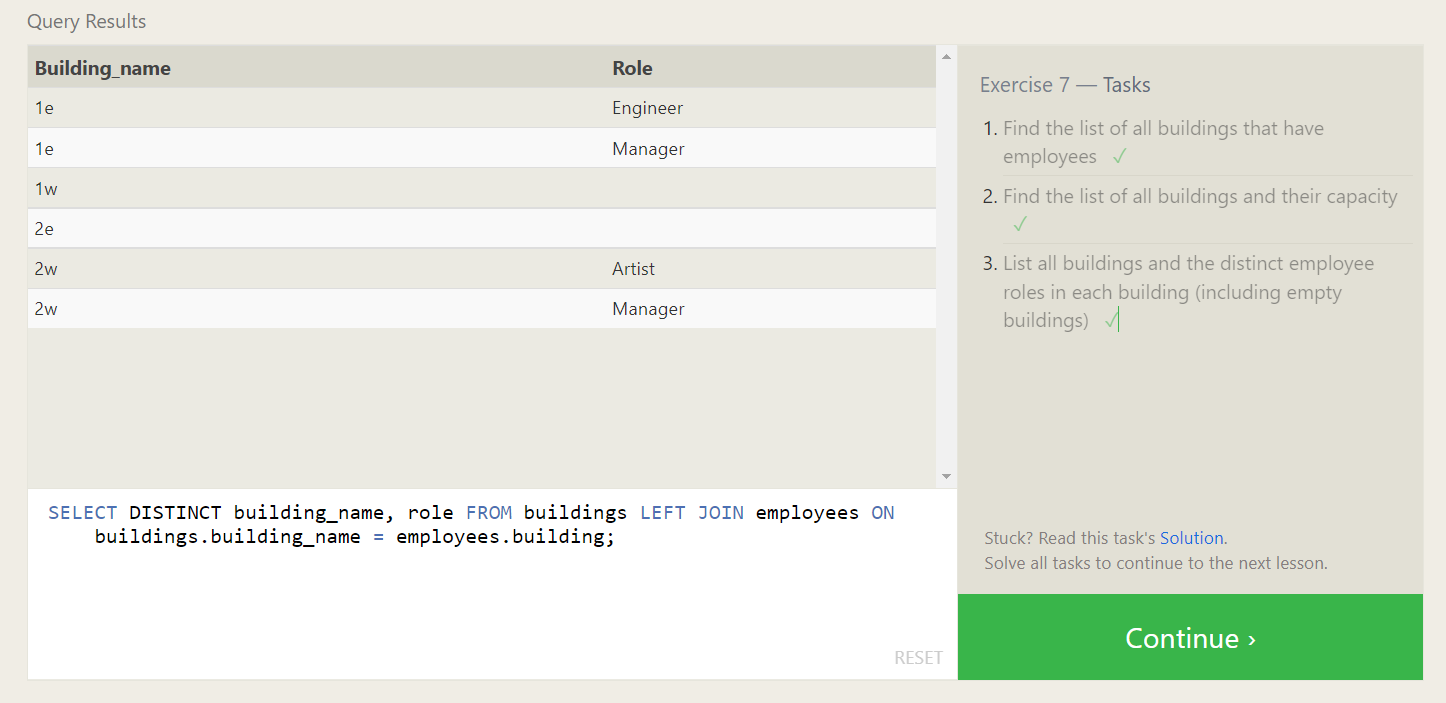 Query Results
Building_name Role
1e Engineer
1e Manager
1w
2e
2w Artist
2w Manager
SELECT DISTINCT building_name, role FROM buildings LEFT JOIN employees ON
buildings.building_name = employees.building;
RESET
Exercise 7 — Tasks
1. Find the list of all buildings that have
employees ✓
2. Find the list of all buildings and their capacity
✓
3. List all buildings and the distinct employee
roles in each building (including empty
buildings) ✓
Stuck? Read this task's Solution.
Solve all tasks to continue to the next lesson.
Continue ›